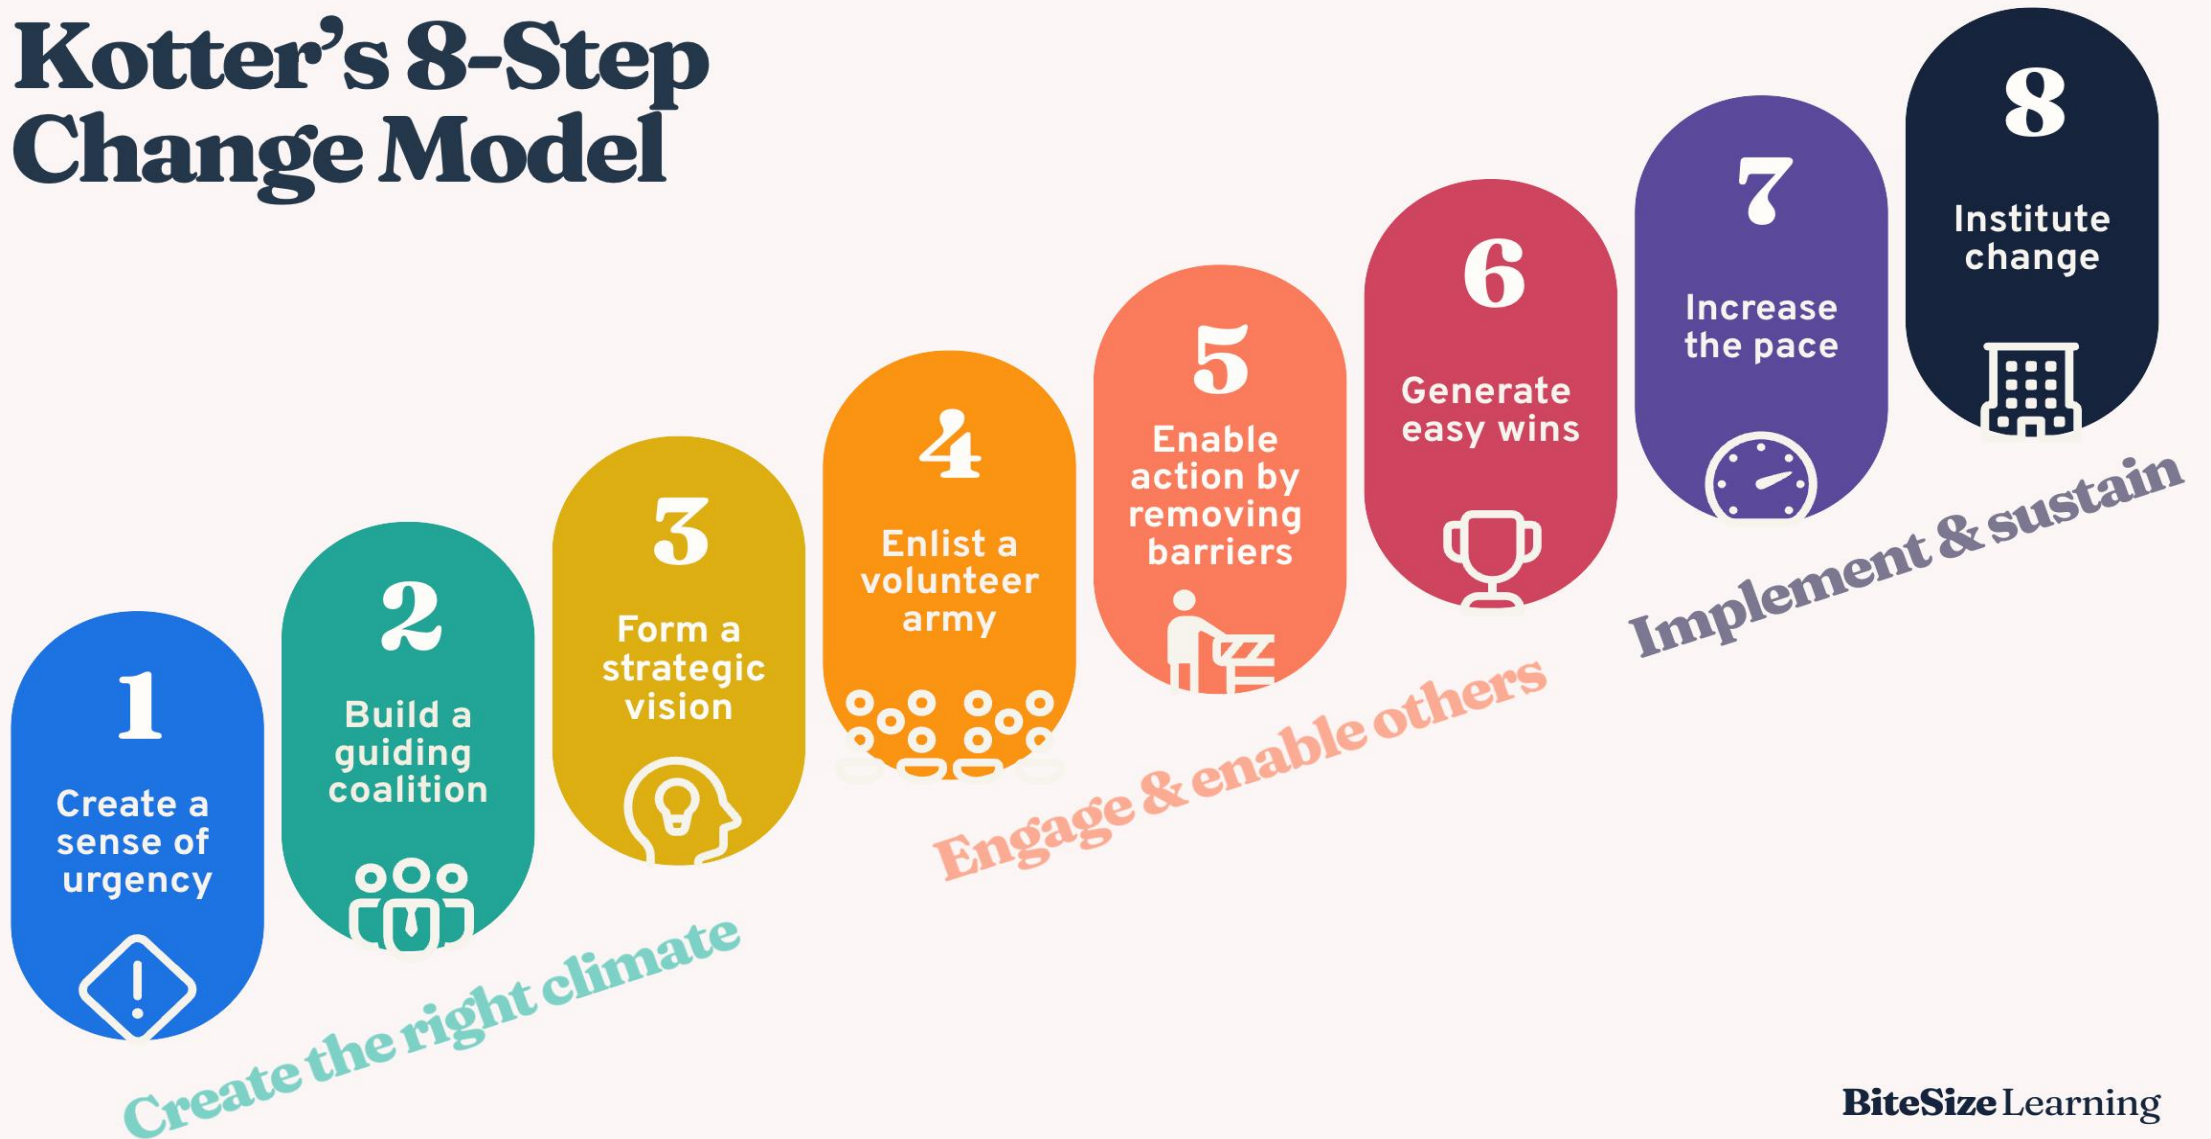 Kotter's 8-Step
Change Model
1
Create a
sense of
urgency
2
Build a
guiding
coalition
3
Form a
strategic
vision
Create the right climate
4
Enlist a
volunteer
army
5
Enable
action by
removing
barriers
6
Generate
easy wins
Engage & enable others
7
Increase
the pace
8
Institute
change
Implement & sustain
BiteSize Learning